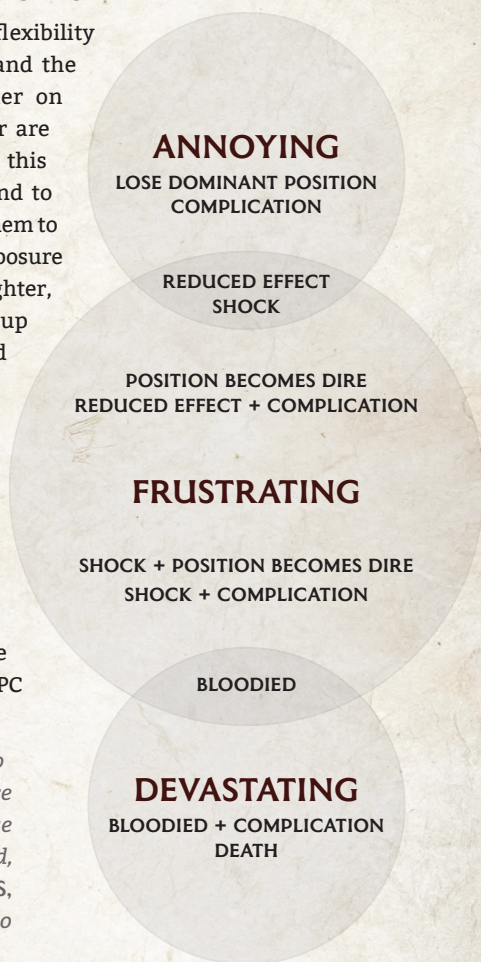 flexibility
and the
er on
r are
this
nd to
em to
posure
ghter,
up
d
ANNOYING
LOSE DOMINANT POSITION
COMPLICATION
REDUCED EFFECT
SHOCK
POSITION BECOMES DIRE
REDUCED EFFECT + COMPLICATION
FRUSTRATING
SHOCK + POSITION BECOMES DIRE
SHOCK + COMPLICATION
BLOODIED
DEVASTATING
BLOODIED + COMPLICATION
DEATH
e
PC
o
e
e
d,
S,
o